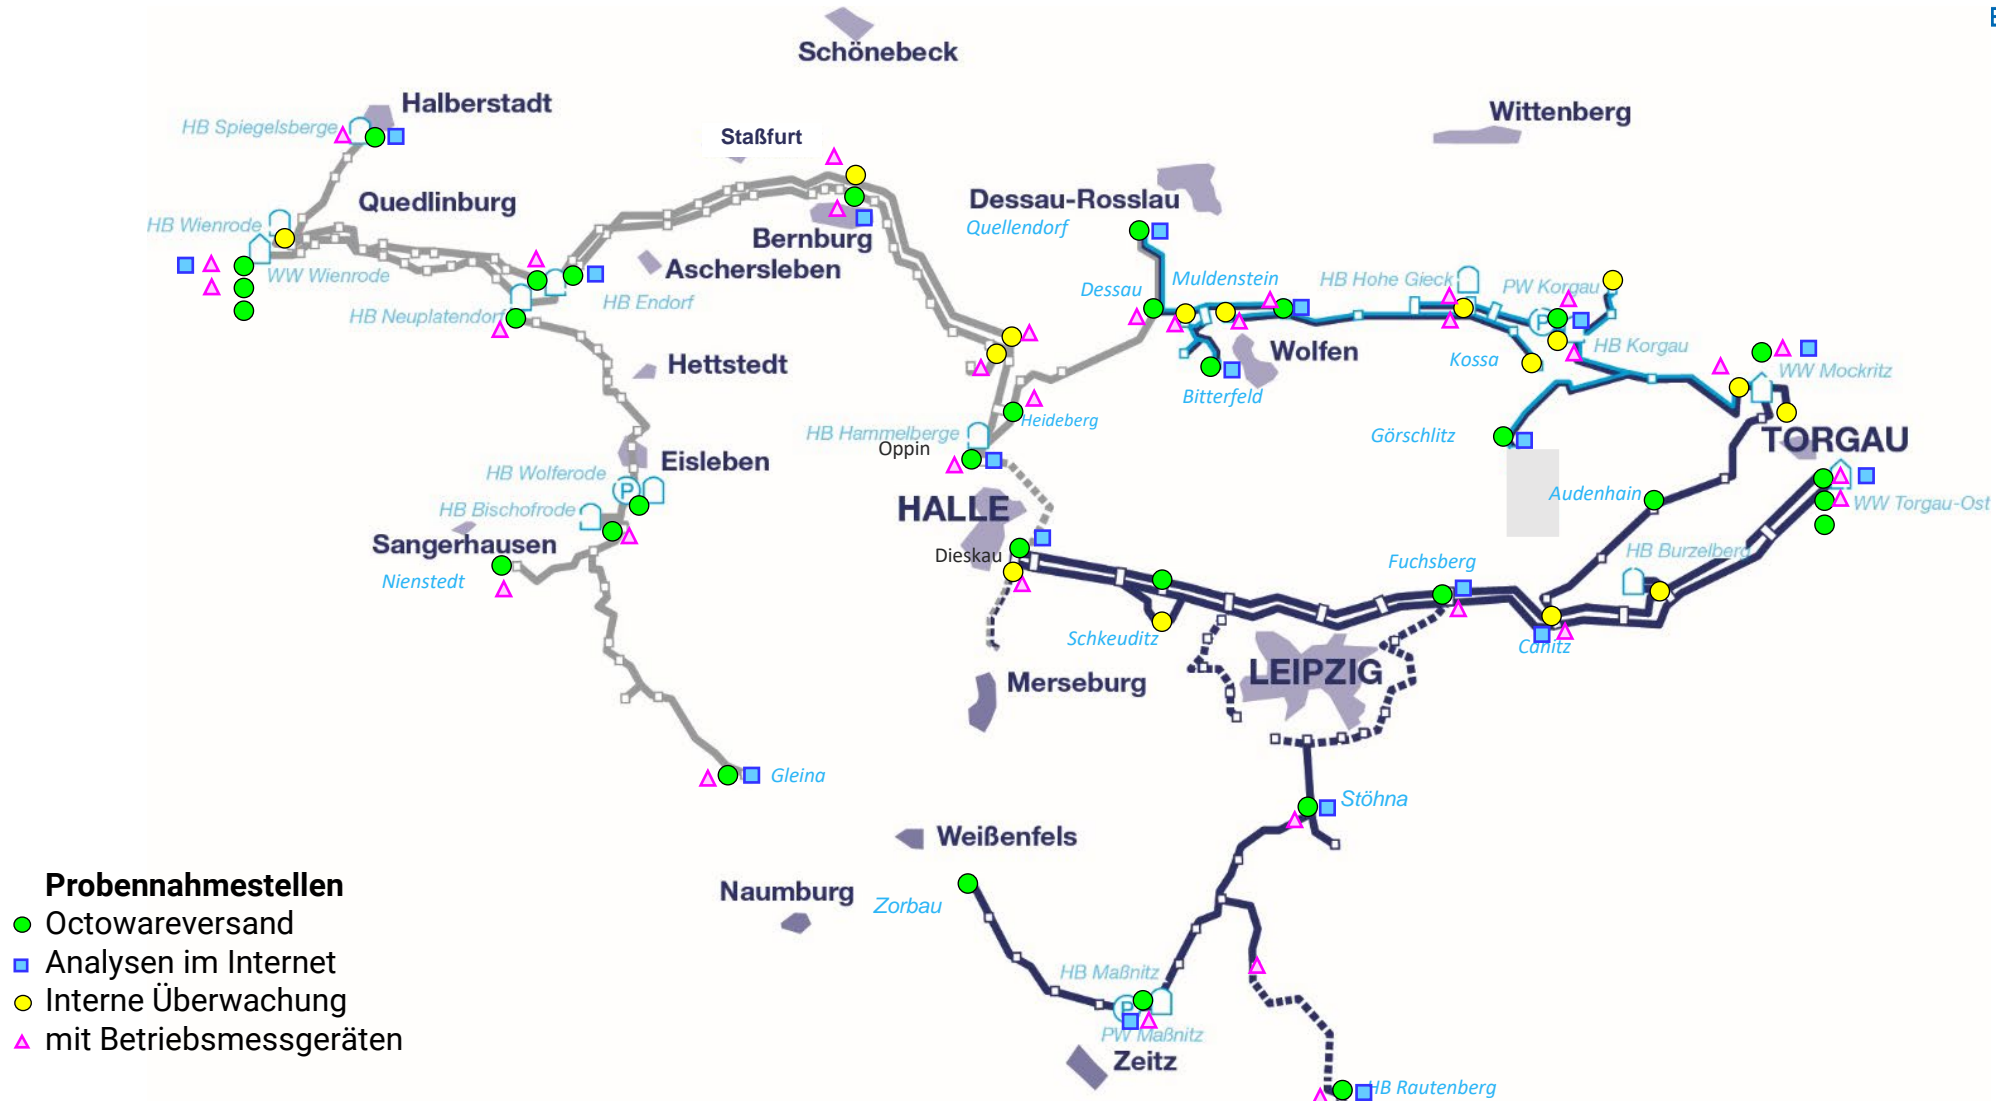 Schönebeck
Halberstadt
HB Spiegelsberge
Wittenberg
Staßfurt
Quedlinburg
Dessau-Rosslau
HB Wienrode
Quellendorf
Bernburg
Aschersleben
WW Wienrode
HB Endorf
HB Neuplatendorf
Dessau
Muldenstein
HB Hohe Gieck
PW Korgau
P
HB Korgau
Wolfen
Kossa
Hettstedt
WW Mockritz
Bitterfeld
Heideberg
HB Hammelberge
Oppin
Görschlitz
TORGAU
Eisleben
HB Wolferode
P
HB Bischofrode
Audenhain
WW Torgau-Ost
HALLE
Sangerhausen
Dieskau
Nienstedt
HB Burzelberg
Fuchsberg
Schkeuditz
Canitz
LEIPZIG
Merseburg
Gleina
Stöhna
Weißenfels
Naumburg
Zorbau
HB Maßnitz
P
PW Maßnitz
Zeitz
HB Rautenberg
Probennahmestellen
Octowareversand
Analysen im Internet
Interne Überwachung
mit Betriebsmessgeräten